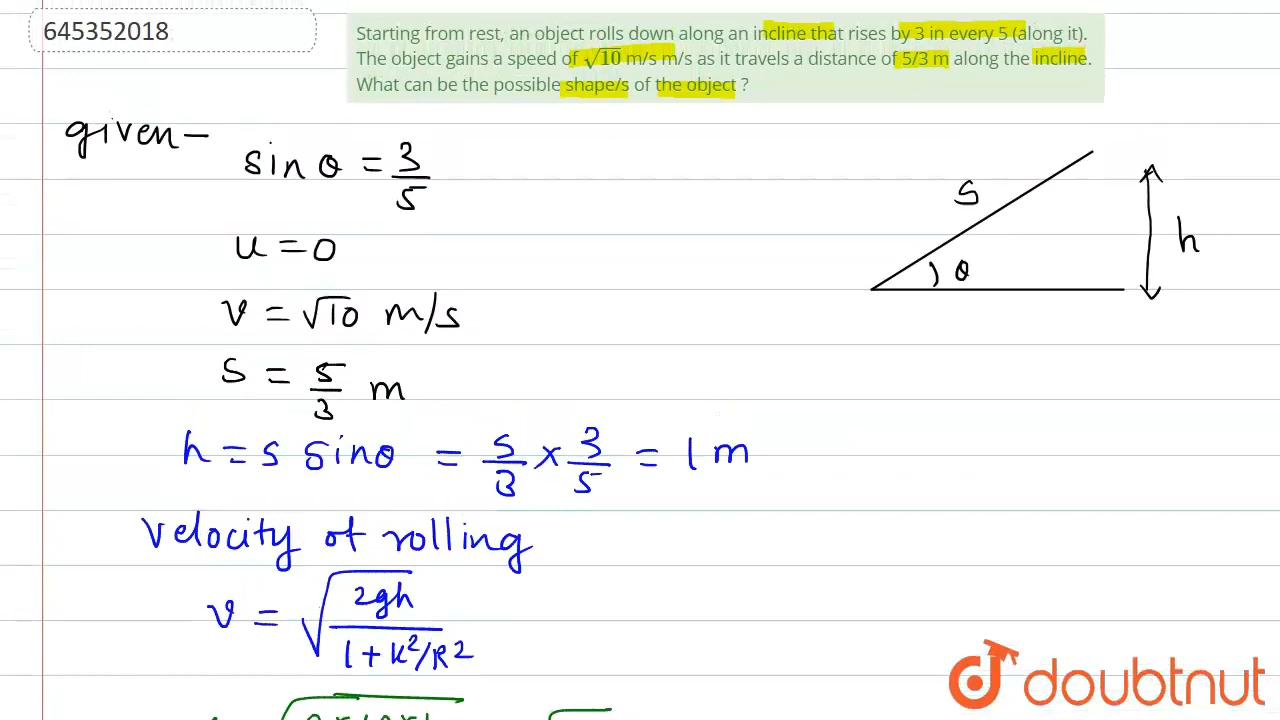 645352018
Starting from rest, an object rolls down along an incline that rises by 3 in every 5 (along it).
The object gains a speed of √10 m/s m/s as it travels a distance of 5/3 m along the incline.
What can be the possible shape/s of the object ?
given -
sin θ = 3/5
u = 0
v = √10 m/s
s = 5/3 m
S
θ
h
h = s sinθ = 5/3 × 3/5 = 1 m
Velocity of rolling
v = √(2gh / 1 + K²/R²)
doubtnut